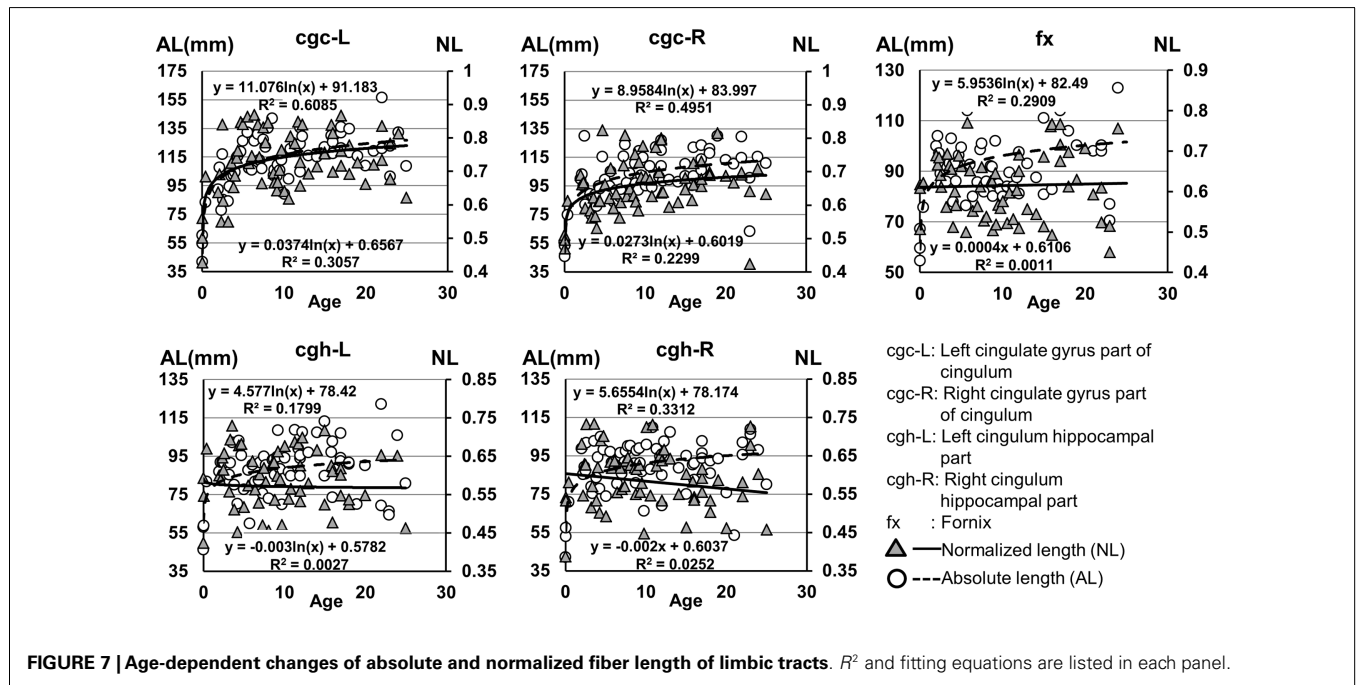 cgc-L
AL(mm) NL
175 1
155 y = 11.076ln(x) + 91.183 0.9
R² = 0.6085
135 0.8
115 0.7
95 0.6
75
55 y = 0.0374ln(x) + 0.6567 0.5
R² = 0.3057
35 0.4
0 10 20 30
Age
cgc-R
AL(mm) NL
175 1
155 y = 8.9584ln(x) + 83.997 0.9
R² = 0.4951
135 0.8
115 0.7
95 0.6
75
55 y = 0.0273ln(x) + 0.6019 0.5
R² = 0.2299
35 0.4
0 10 20 30
Age
fx
AL(mm) NL
130 0.9
y = 5.9536ln(x) + 82.49
R² = 0.2909 0.8
110
0.7
90
0.6
70
y = 0.0004x + 0.6106 0.5
R² = 0.0011
50 0.4
0 10 20 30
Age
cgh-L
AL(mm) NL
135 0.85
y = 4.577ln(x) + 78.42
R² = 0.1799
115 0.75
95 0.65
75 0.55
55 0.45
y = -0.003ln(x) + 0.5782
R² = 0.0027
35 0.35
0 10 20 30
Age
cgh-R
AL(mm) NL
135 0.85
y = 5.6554ln(x) + 78.174
R² = 0.3312
115 0.75
95 0.65
75 0.55
55 0.45
y = -0.002x + 0.6037
R² = 0.0252
35 0.35
0 10 20 30
Age
cgc-L: Left cingulate gyrus part of
cingulum
cgc-R: Right cingulate gyrus part
of cingulum
cgh-L: Left cingulum hippocampal
part
cgh-R: Right cingulum
hippocampal part
fx : Fornix
Normalized length (NL)
Absolute length (AL)
FIGURE 7 | Age-dependent changes of absolute and normalized fiber length of limbic tracts. R² and fitting equations are listed in each panel.